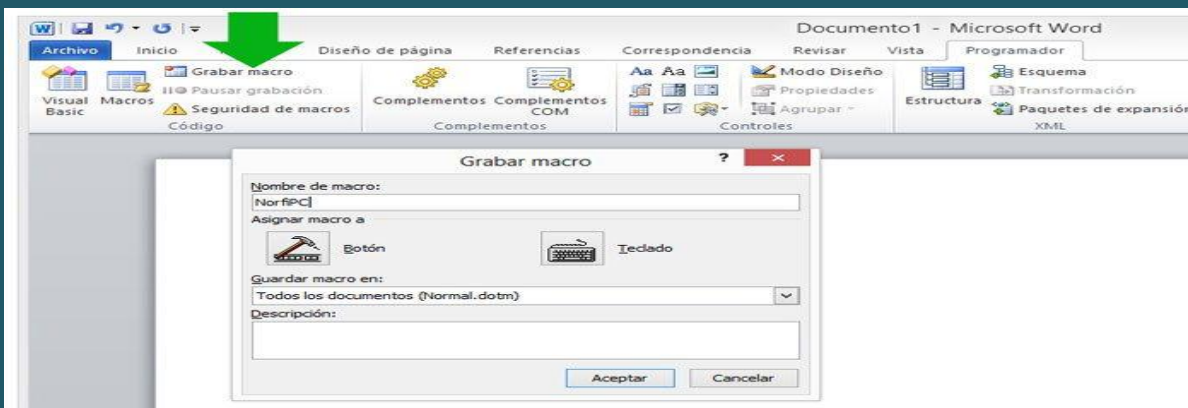 Documento1 - Microsoft Word
Archivo Inicio Diseño de página Referencias Correspondencia Revisar Vista Programador
Visual Basic
Macros
Grabar macro
Pausar grabación
Seguridad de macros
Código
Complementos
Complementos COM
Complementos
Aa Aa
Modo Diseño
Propiedades
Agrupar
Controles
Estructura
Esquema
Transformación
Paquetes de expansión
XML
Grabar macro ?
Nombre de macro:
NorfiPC
Asignar macro a
Botón Teclado
Guardar macro en:
Todos los documentos (Normal.dotm)
Descripción:
Aceptar Cancelar